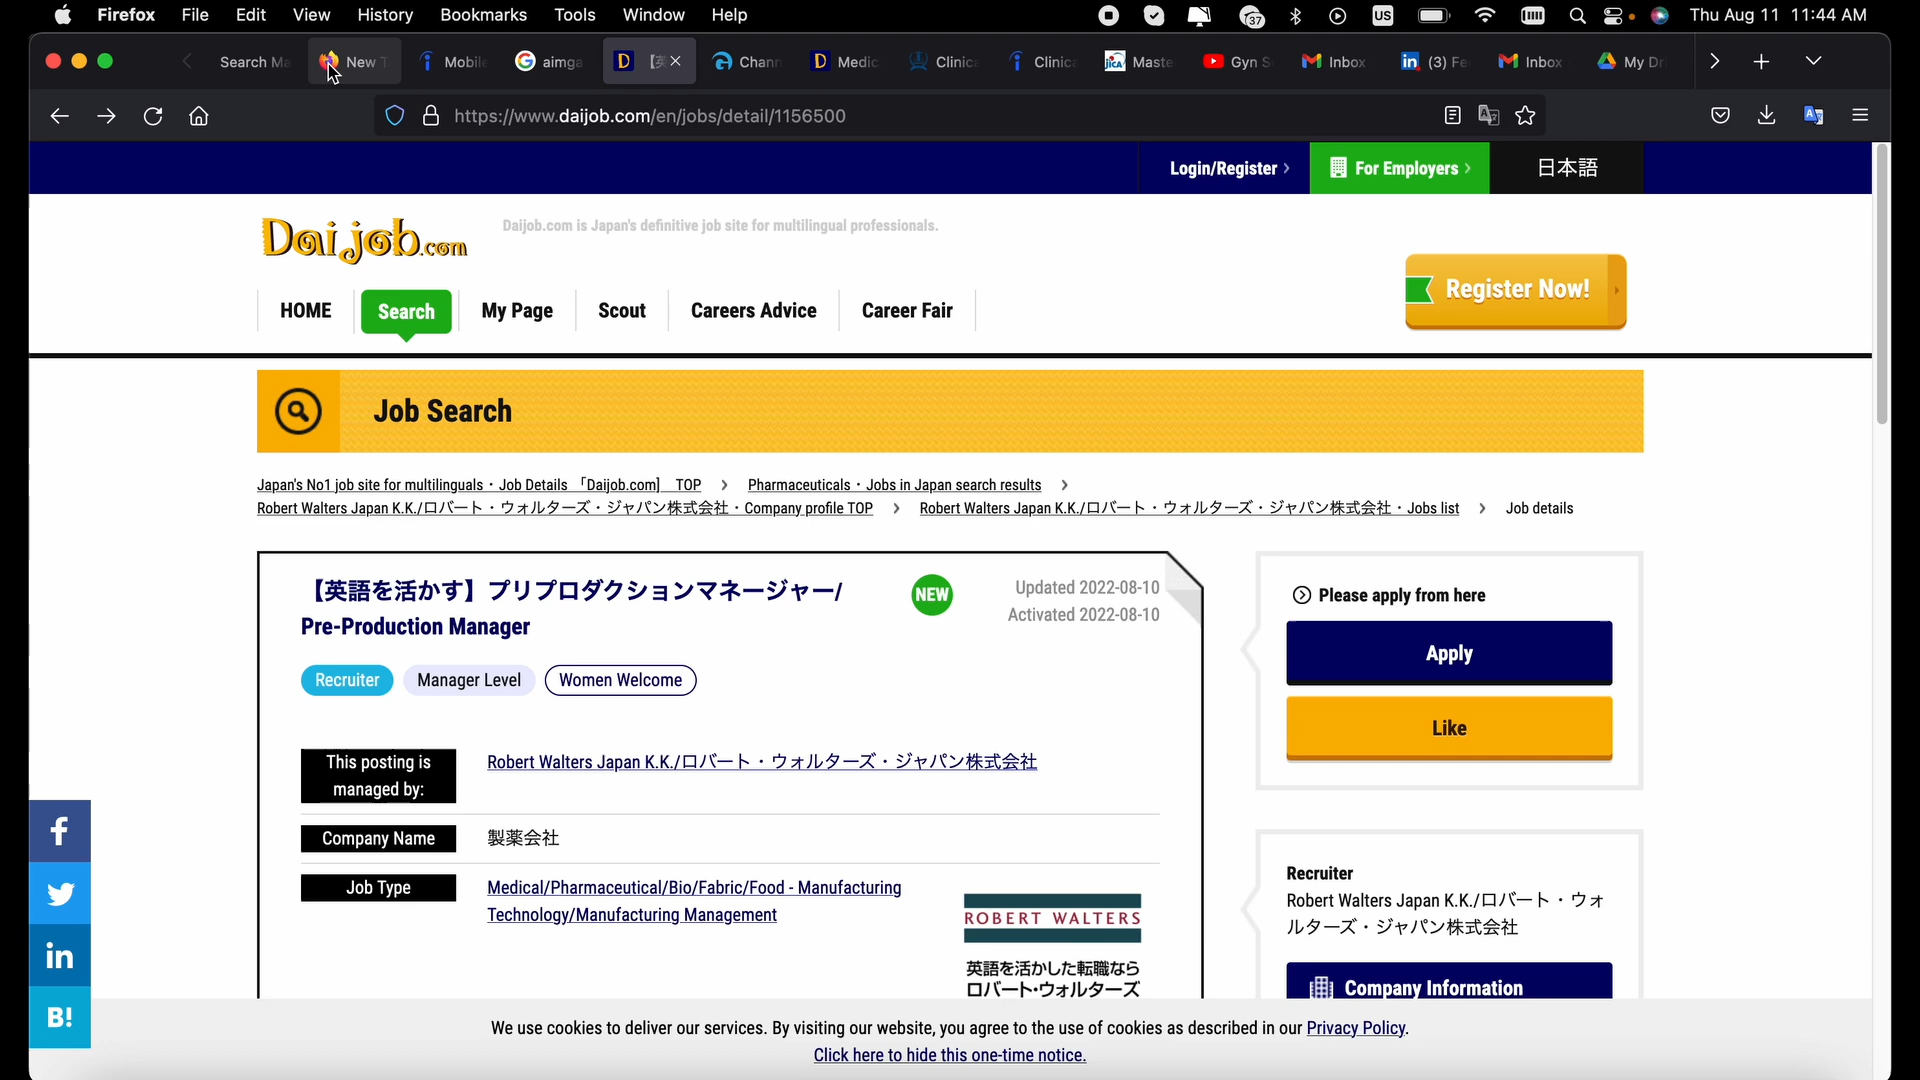 Firefox File Edit View History Bookmarks Tools Window Help 37 US Thu Aug 11 11:44 AM
Search Ma New T Mobile aimga D Chann D Medic Clinica Clinica JICA Maste Gyn S Inbox in (3) Fe Inbox My Dr
https://www.daijob.com/en/jobs/detail/1156500
Login/Register For Employers 日本語
Daijob.com Daijob.com is Japan's definitive job site for multilingual professionals.
Register Now!
HOME Search My Page Scout Careers Advice Career Fair
Job Search
Japan's No1 job site for multilinguals・Job Details 「Daijob.com」 TOP > Pharmaceuticals・Jobs in Japan search results >
Robert Walters Japan K.K./ロバート・ウォルターズ・ジャパン株式会社・Company profile TOP > Robert Walters Japan K.K./ロバート・ウォルターズ・ジャパン株式会社・Jobs list > Job details
【英語を活かす】プリプロダクションマネージャー/
Pre-Production Manager
NEW
Updated 2022-08-10
Activated 2022-08-10
Recruiter Manager Level Women Welcome
This posting is
managed by:
Robert Walters Japan K.K./ロバート・ウォルターズ・ジャパン株式会社
Company Name 製薬会社
Job Type
Medical/Pharmaceutical/Bio/Fabric/Food - Manufacturing
Technology/Manufacturing Management
ROBERT WALTERS
英語を活かした転職なら
ロバート・ウォルターズ
Please apply from here
Apply
Like
Recruiter
Robert Walters Japan K.K./ロバート・ウォ
ルターズ・ジャパン株式会社
Company Information
f
in
B!
We use cookies to deliver our services. By visiting our website, you agree to the use of cookies as described in our Privacy Policy.
Click here to hide this one-time notice.